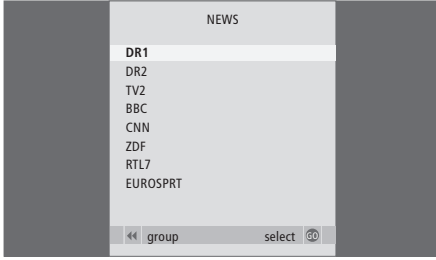 NEWS
DR1
DR2
TV2
BBC
CNN
ZDF
RTL7
EUROSPRT
group select GO